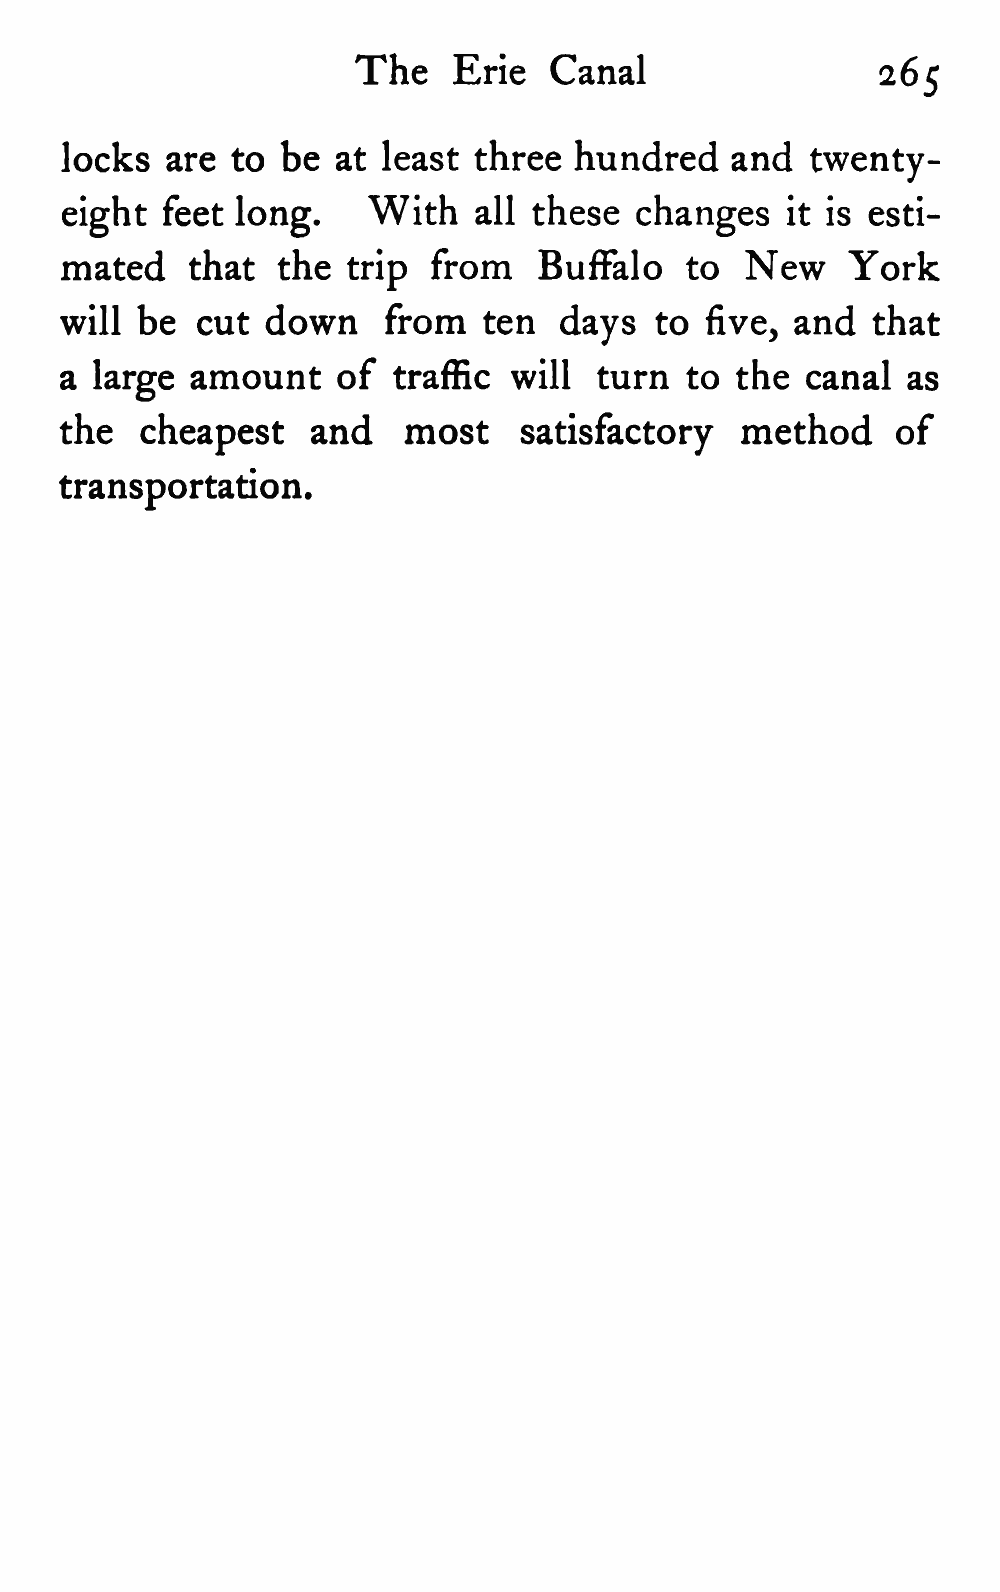 The Erie Canal 265
locks are to be at least three hundred and twenty-
eight feet long. With all these changes it is esti-
mated that the trip from Buffalo to New York
will be cut down from ten days to five, and that
a large amount of traffic will turn to the canal as
the cheapest and most satisfactory method of
transportation.